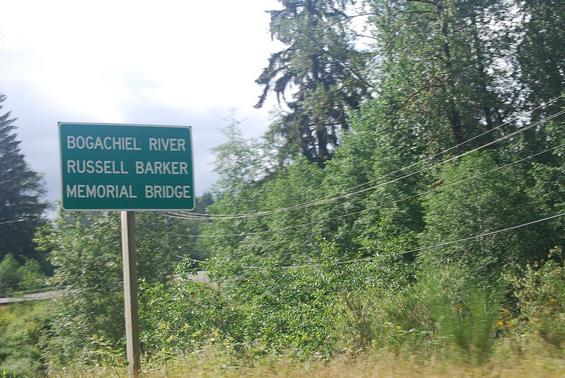 BOGACHIEL RIVER
RUSSELL BARKER
MEMORIAL BRIDGE